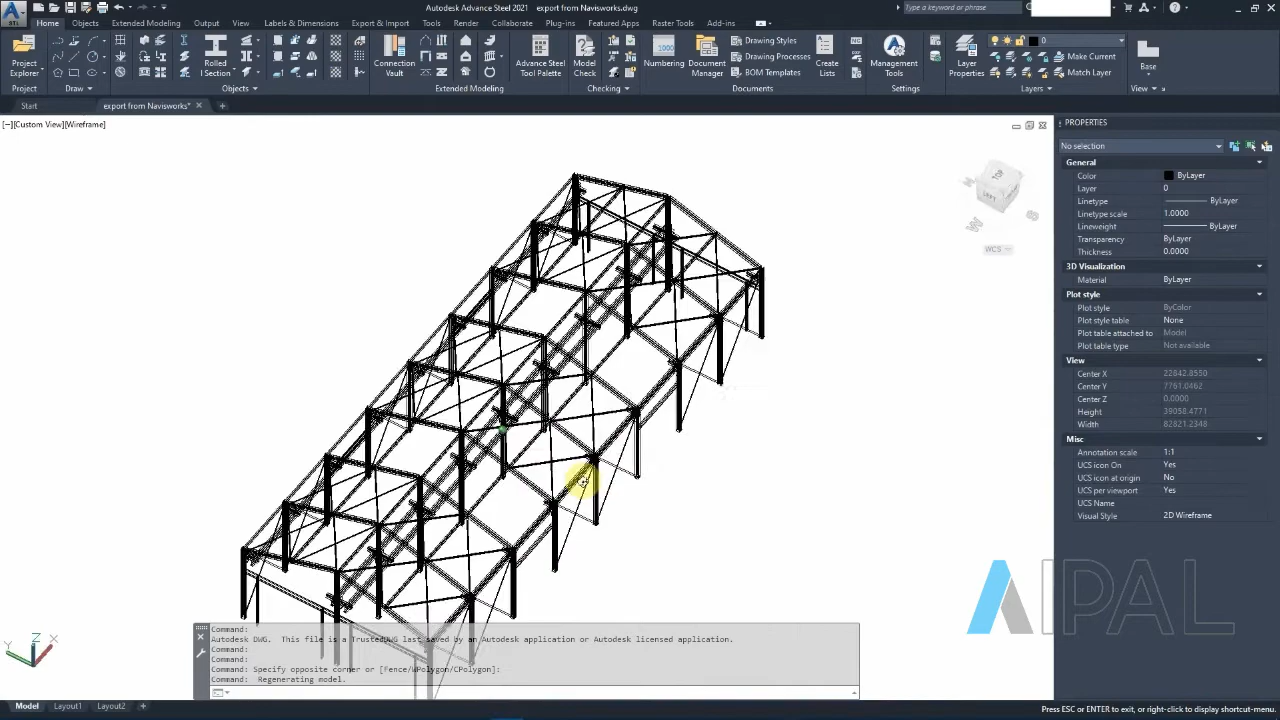 Autodesk Advance Steel 2021    export from Navisworks.dwg
Type a keyword or phrase
STL
Home Objects Extended Modeling Output View Labels & Dimensions Export & Import Tools Render Collaborate Plug-ins Featured Apps Raster Tools Add-ins
Project Explorer
Rolled I Section
Connection Vault
Advance Steel Tool Palette
Model Check
1000
Numbering
Document Manager
Drawing Styles
Drawing Processes
BOM Templates
Create Lists
Management Tools
Layer Properties
0
Make Current
Match Layer
Base
Project Draw Objects Extended Modeling Checking Documents Settings Layers View
Start export from Navisworks*
[−][Custom View][Wireframe]
TOP
LEFT
W
S
W
WCS
PROPERTIES
No selection
General
Color ByLayer
Layer 0
Linetype ByLayer
Linetype scale 1.0000
Lineweight ByLayer
Transparency ByLayer
Thickness 0.0000
3D Visualization
Material ByLayer
Plot style
Plot style ByColor
Plot style table None
Plot table attached to Model
Plot table type Not available
View
Center X 22842.8550
Center Y 7761.0462
Center Z 0.0000
Height 39058.4771
Width 82821.2348
Misc
Annotation scale 1:1
UCS icon On Yes
UCS icon at origin No
UCS per viewport Yes
UCS Name
Visual Style 2D Wireframe
AIPAL
Y Z X
Command:
Autodesk DWG. This file is a TrustedDWG last saved by an Autodesk application or Autodesk licensed application.
Command:
Command:
Command: Specify opposite corner or [Fence/WPolygon/CPolygon]:
Command: Regenerating model.
Model Layout1 Layout2
Press ESC or ENTER to exit, or right-click to display shortcut-menu.